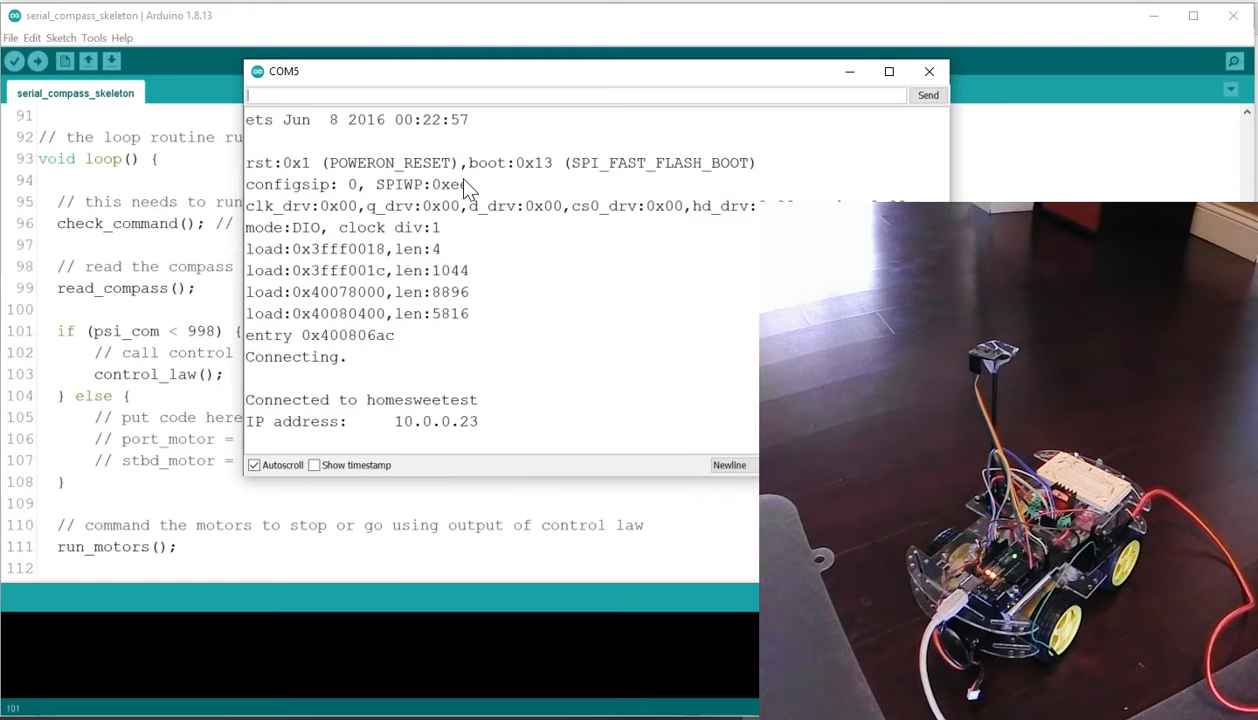 serial_compass_skeleton | Arduino 1.8.13
File Edit Sketch Tools Help
serial_compass_skeleton
COM5
Send
ets Jun  8 2016 00:22:57
rst:0x1 (POWERON_RESET),boot:0x13 (SPI_FAST_FLASH_BOOT)
configsip: 0, SPIWP:0xee
clk_drv:0x00,q_drv:0x00,d_drv:0x00,cs0_drv:0x00,hd_drv:
mode:DIO, clock div:1
load:0x3fff0018,len:4
load:0x3fff001c,len:1044
load:0x40078000,len:8896
load:0x40080400,len:5816
entry 0x400806ac
Connecting.
Connected to homesweetest
IP address:     10.0.0.23
Autoscroll Show timestamp
Newline
91
92 // the loop routine ru
93 void loop() {
94
95 // this needs to run
96 check_command(); //
97
98 // read the compass
99 read_compass();
100
101 if (psi_com < 998) {
102 // call control
103 control_law();
104 } else {
105 // put code here
106 // port_motor =
107 // stbd_motor =
108 }
109
110 // command the motors to stop or go using output of control law
111 run_motors();
112
101